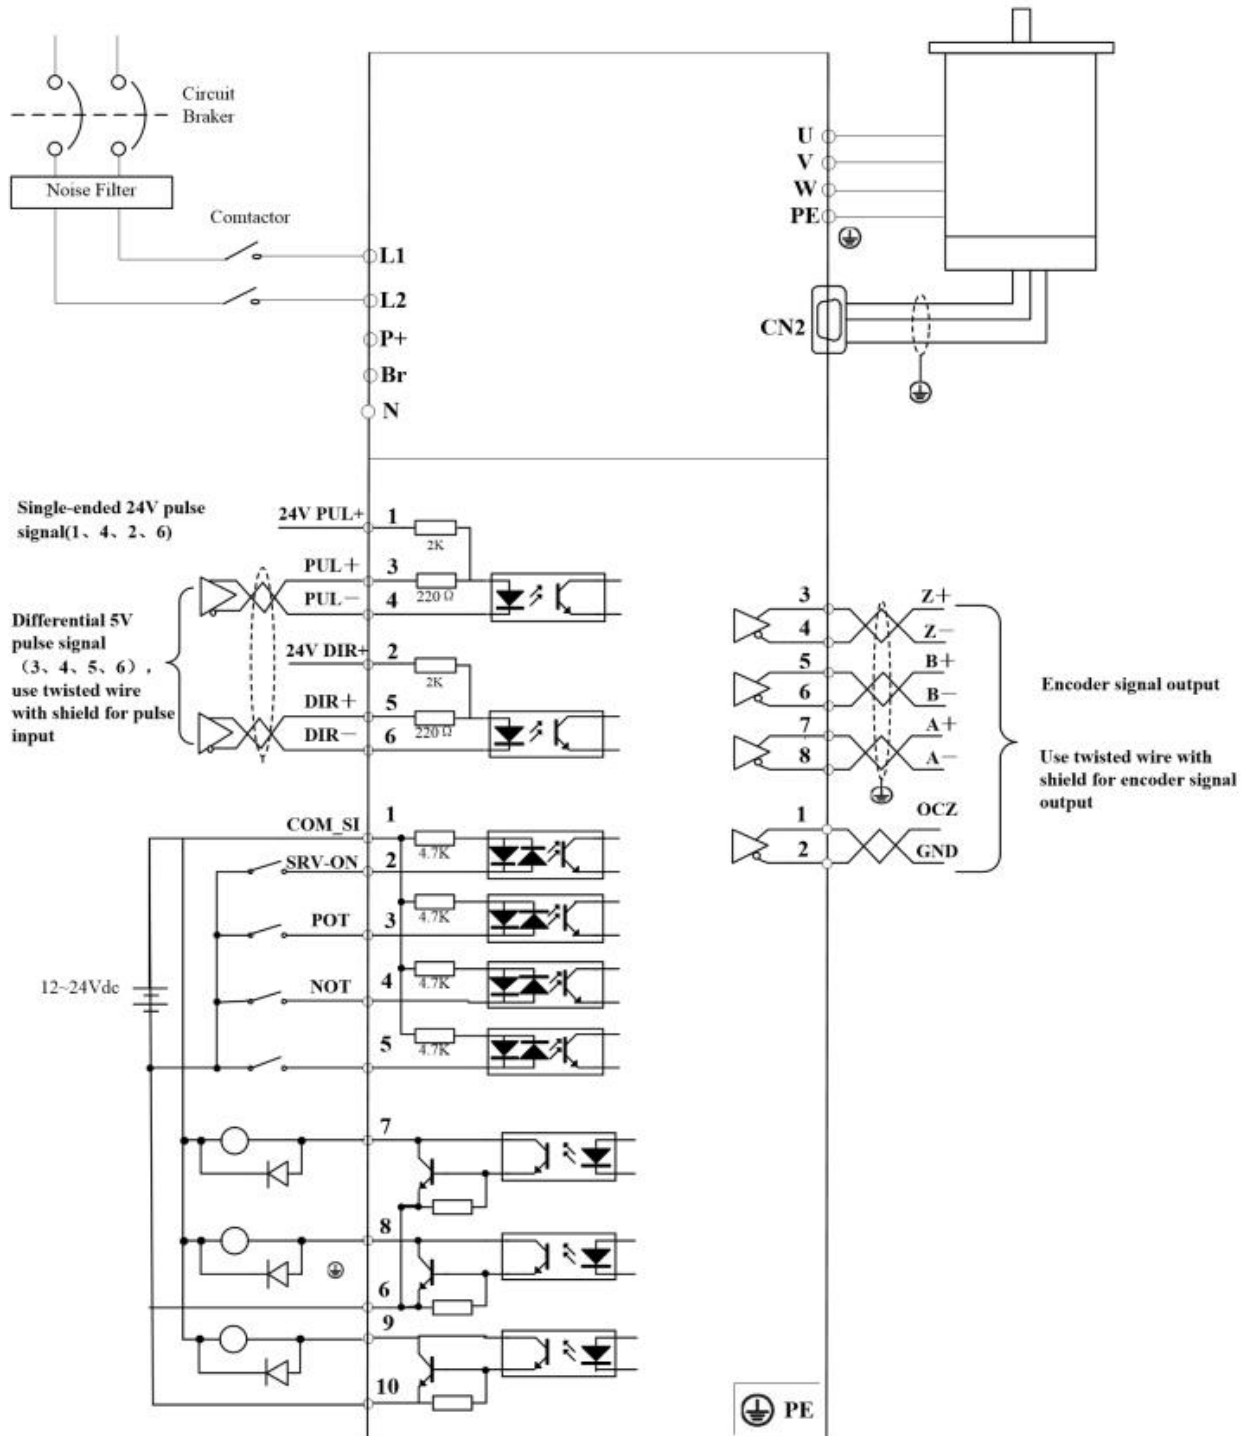 Circuit
Braker
Noise Filter
Comtactor
L1
L2
P+
Br
N
U
V
W
PE
CN2
Single-ended 24V pulse
signal(1、4、2、6)
24V PUL+
1
2K
PUL+
3
220Ω
PUL−
4
Differential 5V
pulse signal
（3、4、5、6），
use twisted wire
with shield for pulse
input
24V DIR+
2
2K
DIR+
5
220Ω
DIR−
6
3
Z+
4
Z−
5
B+
6
B−
7
A+
8
A−
1
OCZ
2
GND
Encoder signal output
Use twisted wire with
shield for encoder signal
output
COM_SI
1
4.7K
SRV-ON
2
POT
3
4.7K
12~24Vdc
NOT
4
4.7K
5
4.7K
7
8
6
9
10
PE